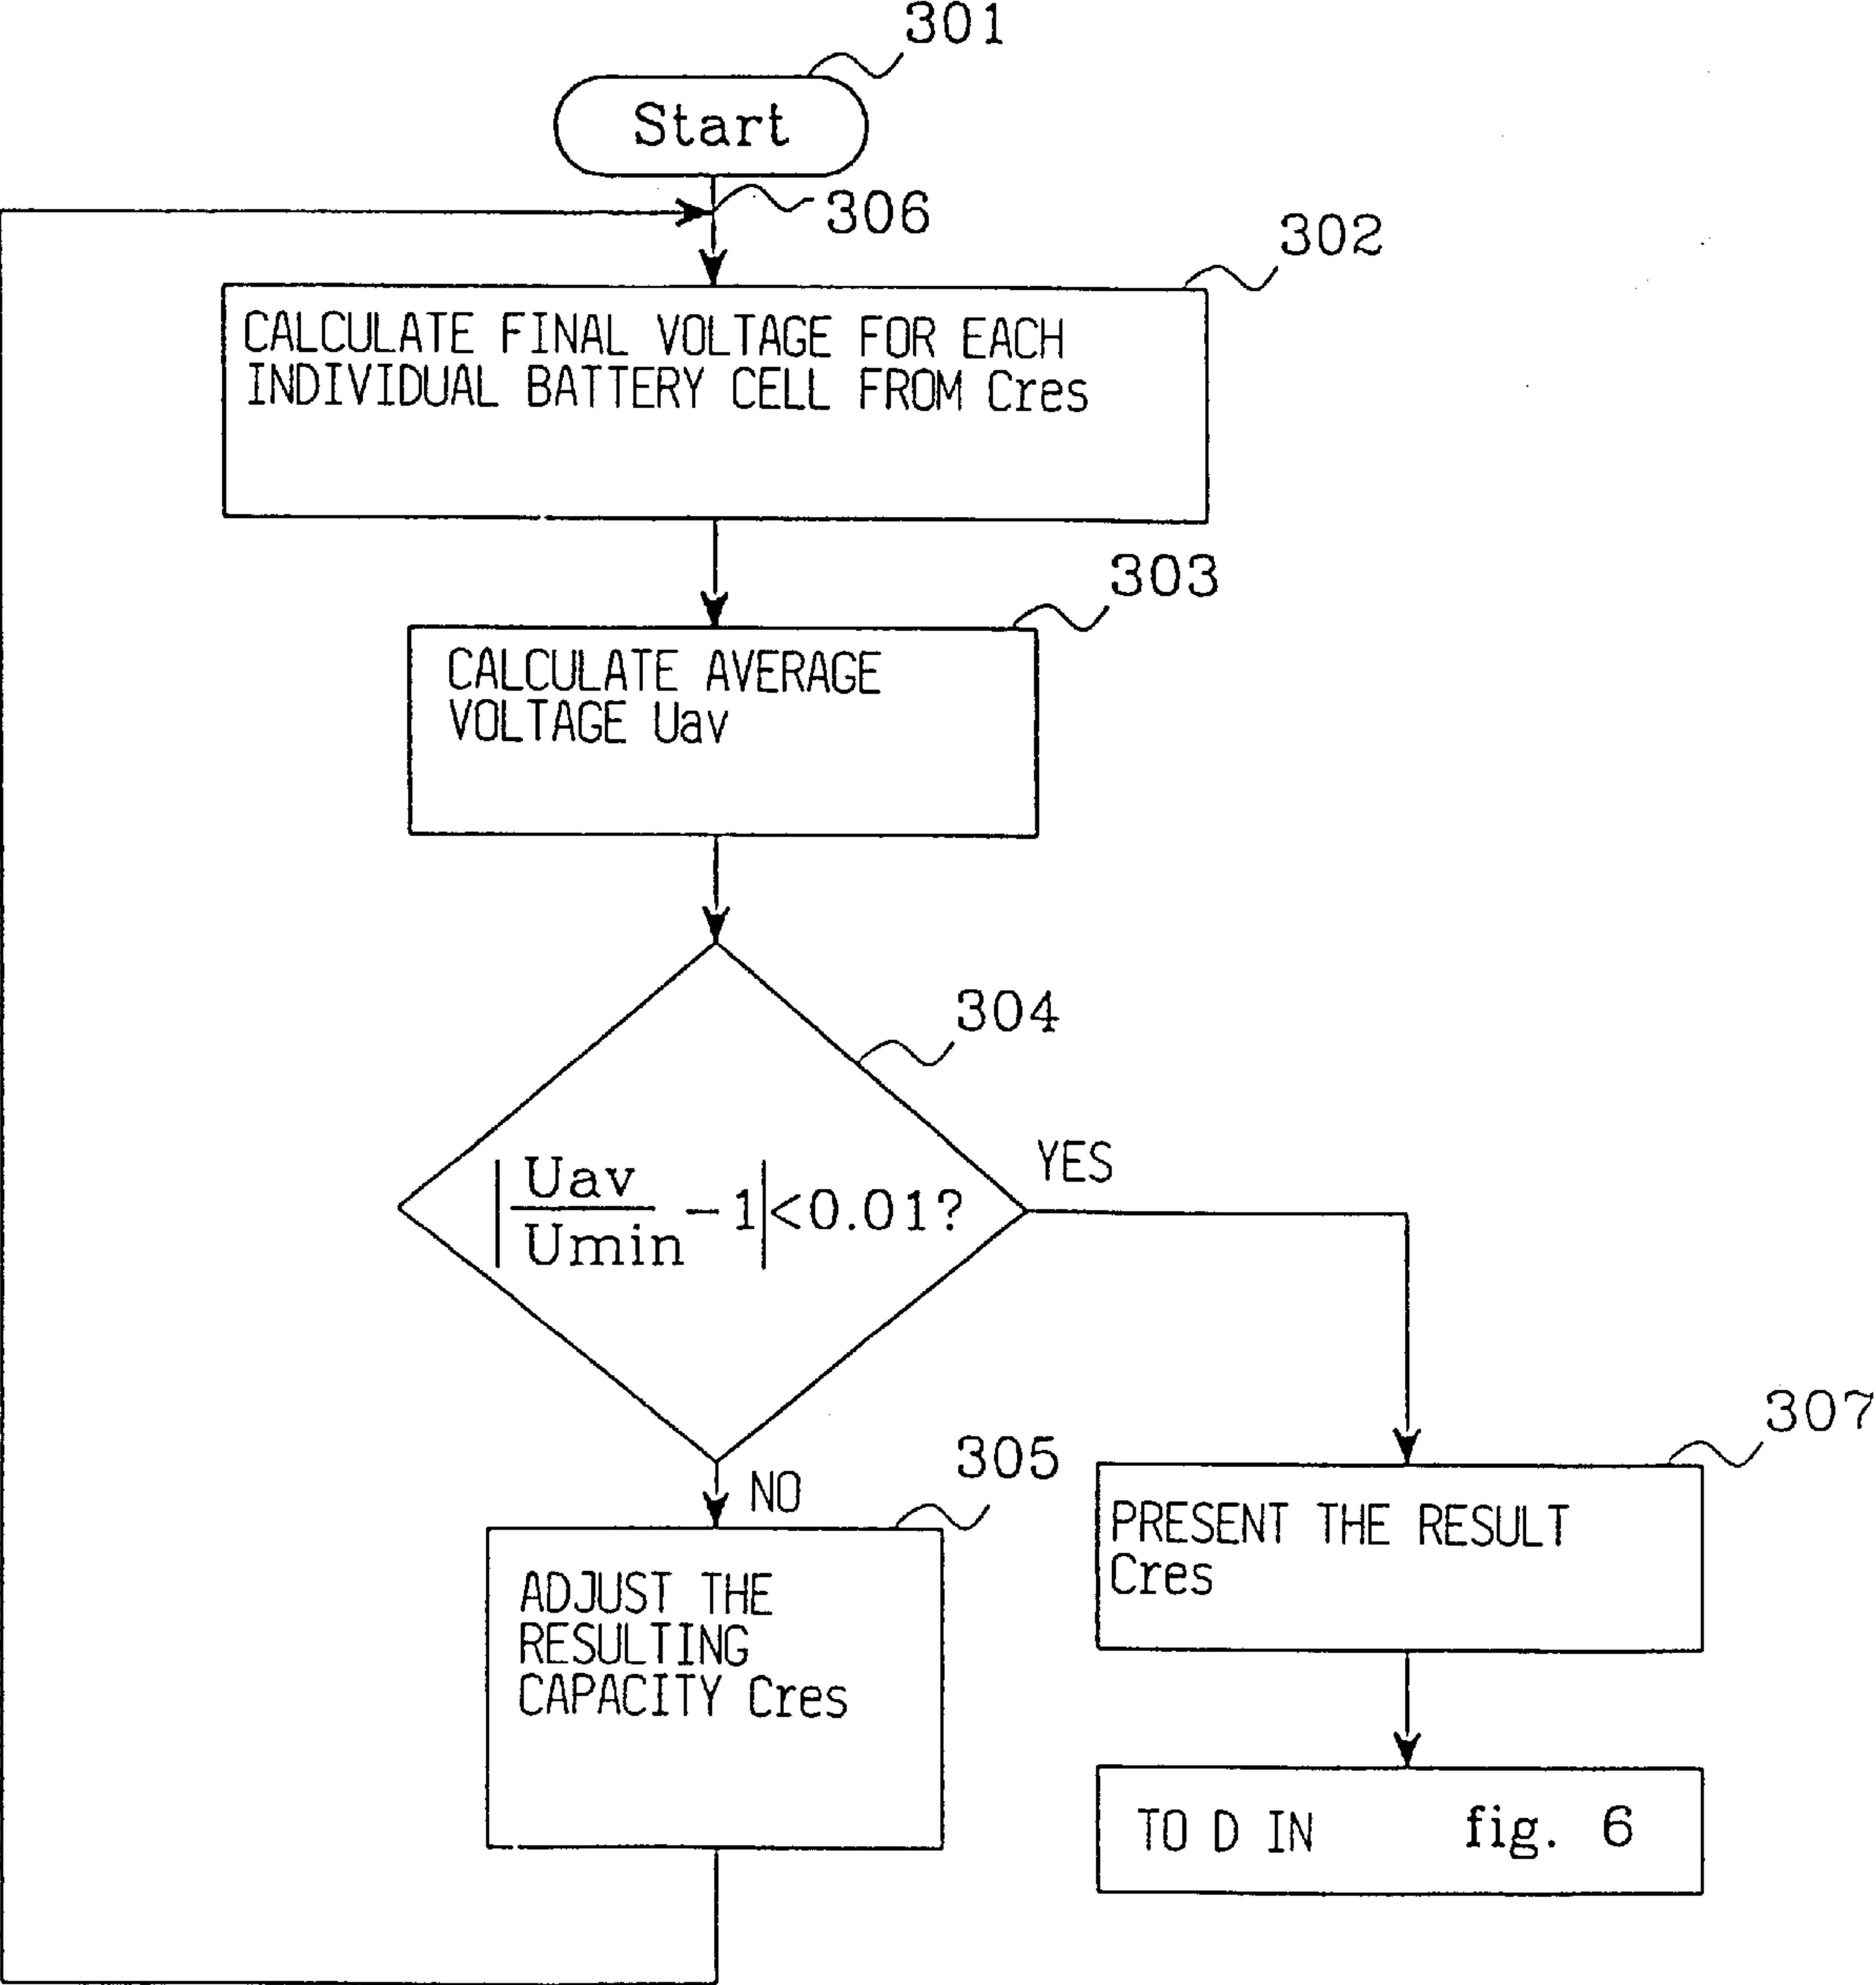 301
Start
306
302
CALCULATE FINAL VOLTAGE FOR EACH
INDIVIDUAL BATTERY CELL FROM Cres
303
CALCULATE AVERAGE
VOLTAGE Uav
304
YES
|Uav/Umin - 1|<0.01?
307
305
NO
PRESENT THE RESULT
Cres
ADJUST THE
RESULTING
CAPACITY Cres
TO D IN fig. 6